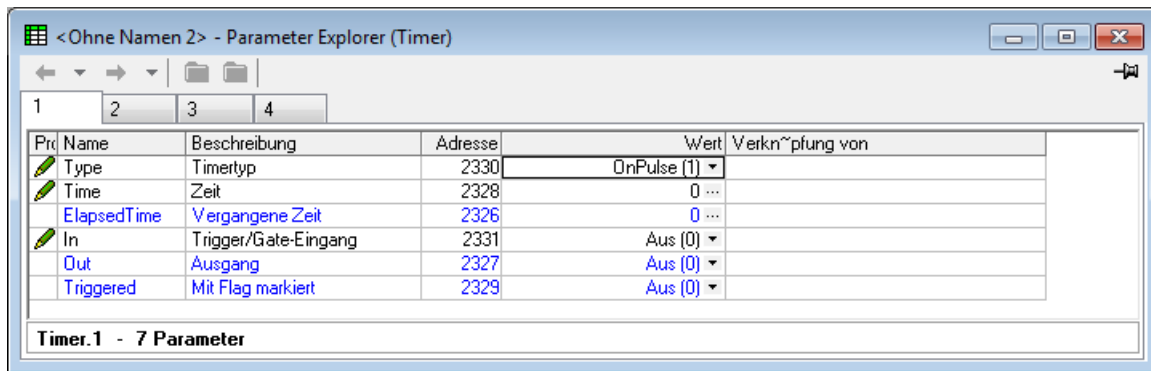 <Ohne Namen 2> - Parameter Explorer (Timer)
1 2 3 4
Prc Name Beschreibung Adresse Wert Verkn~pfung von
Type Timertyp 2330 OnPulse (1)
Time Zeit 2328 0 ...
ElapsedTime Vergangene Zeit 2326 0 ...
In Trigger/Gate-Eingang 2331 Aus (0)
Out Ausgang 2327 Aus (0)
Triggered Mit Flag markiert 2329 Aus (0)
Timer.1 - 7 Parameter